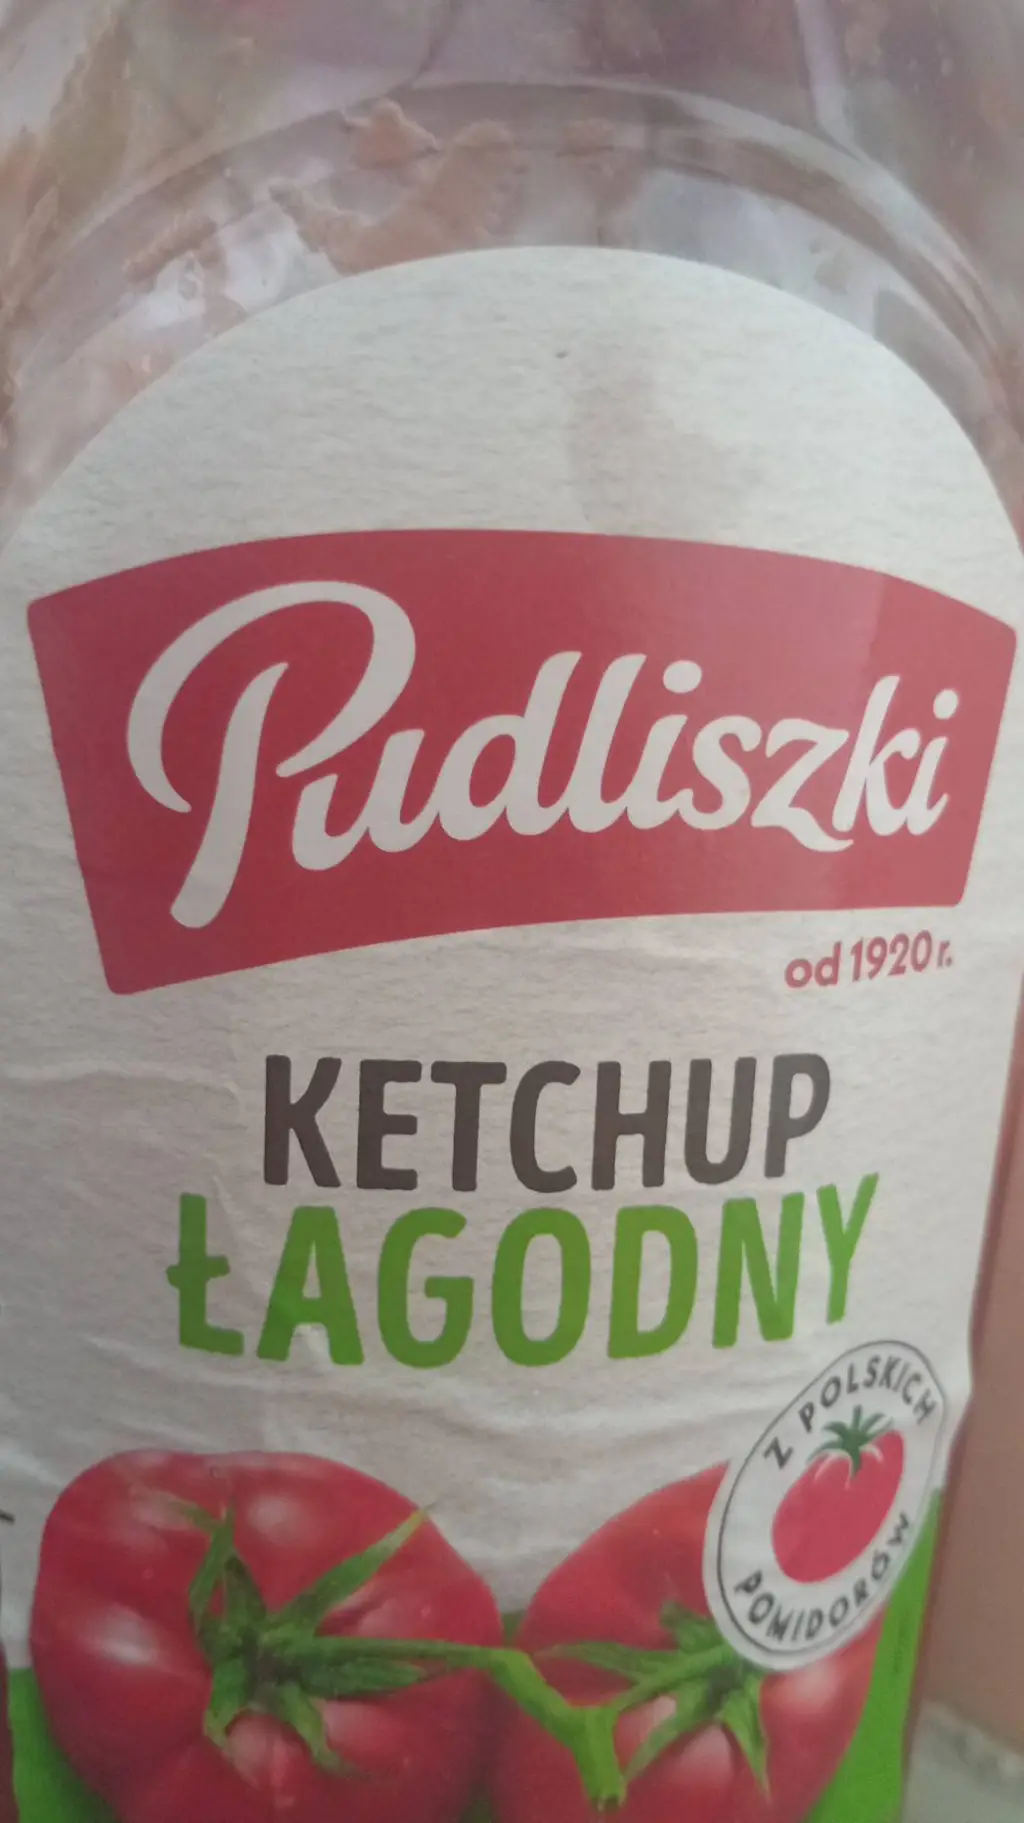 Pudliszki
od 1920 r.
KETCHUP
ŁAGODNY
Z POLSKICH
POMIDORÓW